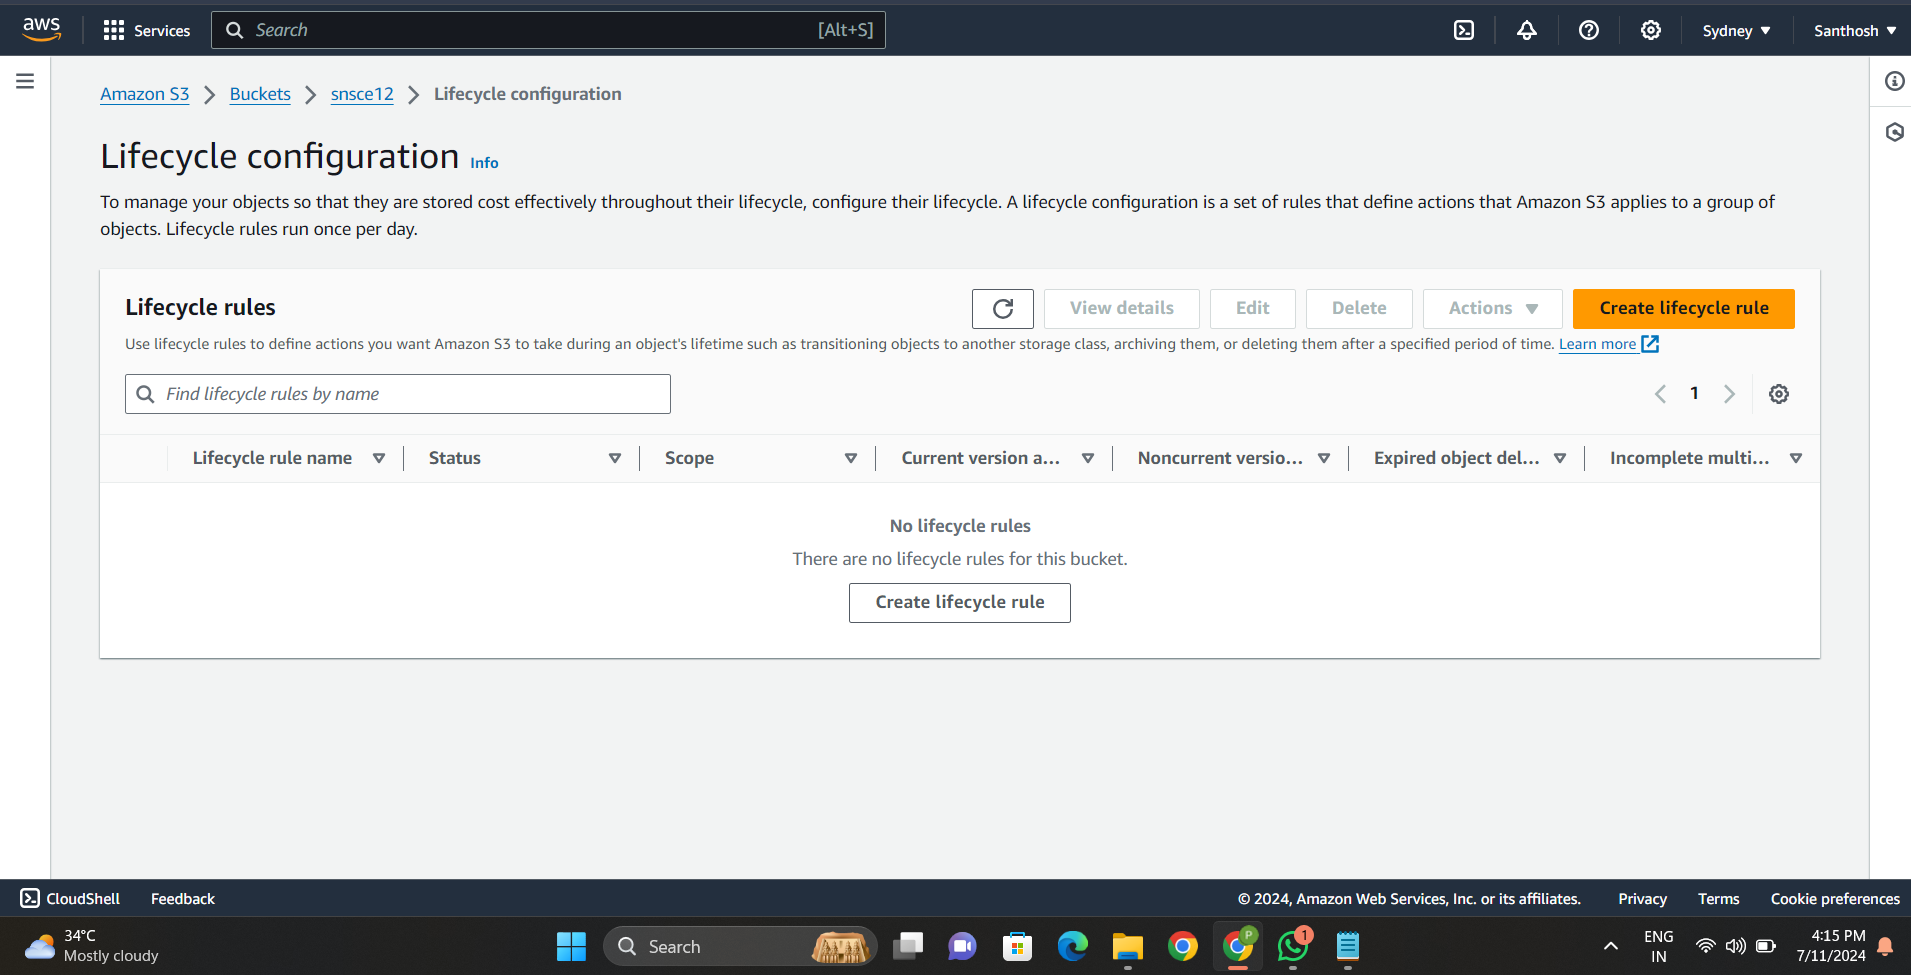 aws
Services
Search
[Alt+S]
Sydney
Santhosh
Amazon S3
Buckets
snsce12
Lifecycle configuration
Lifecycle configuration
Info
To manage your objects so that they are stored cost effectively throughout their lifecycle, configure their lifecycle. A lifecycle configuration is a set of rules that define actions that Amazon S3 applies to a group of
objects. Lifecycle rules run once per day.
Lifecycle rules
View details
Edit
Delete
Actions
Create lifecycle rule
Use lifecycle rules to define actions you want Amazon S3 to take during an object's lifetime such as transitioning objects to another storage class, archiving them, or deleting them after a specified period of time. Learn more
Find lifecycle rules by name
1
Lifecycle rule name
Status
Scope
Current version a...
Noncurrent versio...
Expired object del...
Incomplete multi...
No lifecycle rules
There are no lifecycle rules for this bucket.
Create lifecycle rule
CloudShell
Feedback
© 2024, Amazon Web Services, Inc. or its affiliates.
Privacy
Terms
Cookie preferences
34°C
Mostly cloudy
Search
P
1
ENG
IN
4:15 PM
7/11/2024